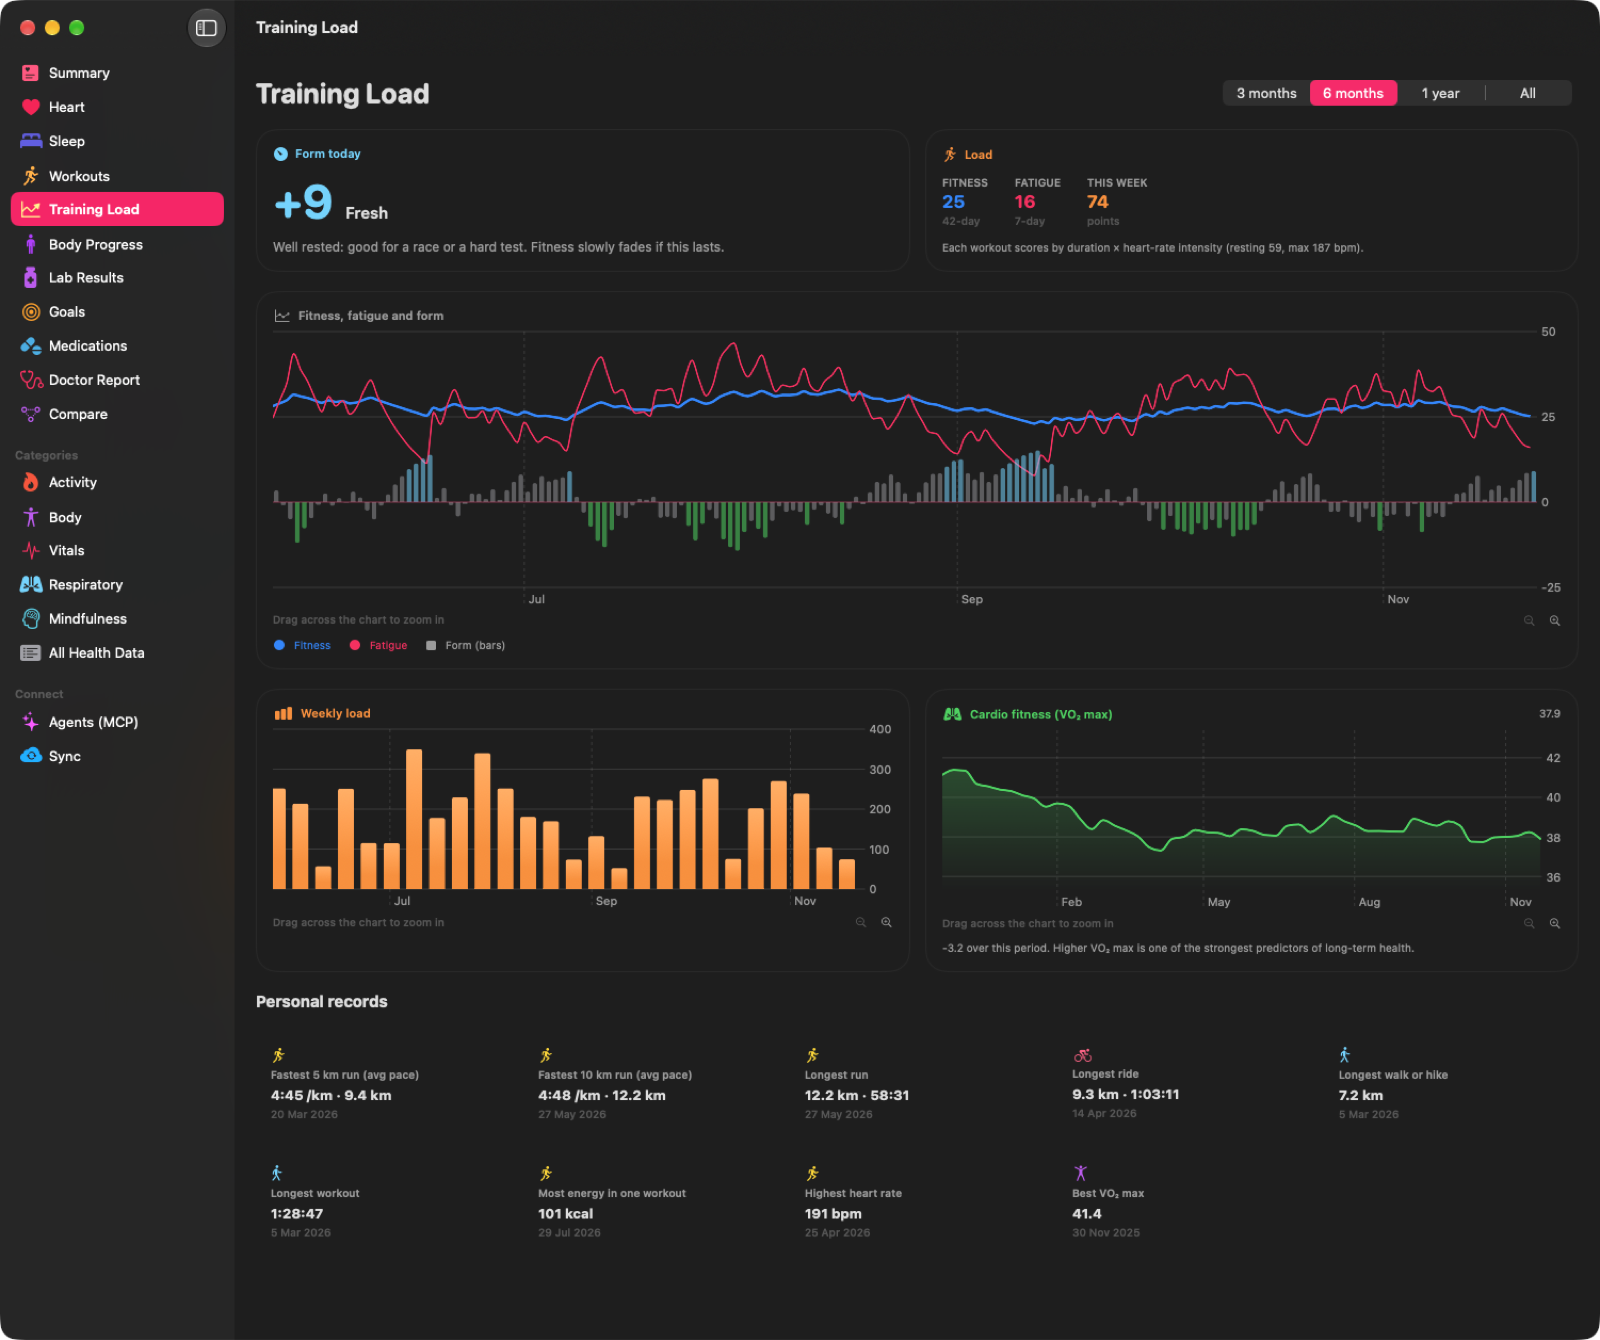 Training Load
Summary
Heart
Sleep
Workouts
Training Load
Body Progress
Lab Results
Goals
Medications
Doctor Report
Compare
Categories
Activity
Body
Vitals
Respiratory
Mindfulness
All Health Data
Connect
Agents (MCP)
Sync
Training Load
3 months
6 months
1 year
All
Form today
+9 Fresh
Well rested: good for a race or a hard test. Fitness slowly fades if this lasts.
Load
FITNESS
25
42-day
FATIGUE
16
7-day
THIS WEEK
74
points
Each workout scores by duration × heart-rate intensity (resting 59, max 187 bpm).
Fitness, fatigue and form
50
25
0
-25
Jul
Sep
Nov
Drag across the chart to zoom in
Fitness
Fatigue
Form (bars)
Weekly load
400
300
200
100
0
Jul
Sep
Nov
Drag across the chart to zoom in
Cardio fitness (VO₂ max)
37.9
42
40
38
36
Feb
May
Aug
Nov
Drag across the chart to zoom in
-3.2 over this period. Higher VO₂ max is one of the strongest predictors of long-term health.
Personal records
Fastest 5 km run (avg pace)
4:45 /km · 9.4 km
20 Mar 2026
Fastest 10 km run (avg pace)
4:48 /km · 12.2 km
27 May 2026
Longest run
12.2 km · 58:31
27 May 2026
Longest ride
9.3 km · 1:03:11
14 Apr 2026
Longest walk or hike
7.2 km
5 Mar 2026
Longest workout
1:28:47
5 Mar 2026
Most energy in one workout
101 kcal
29 Jul 2026
Highest heart rate
191 bpm
25 Apr 2026
Best VO₂ max
41.4
30 Nov 2025